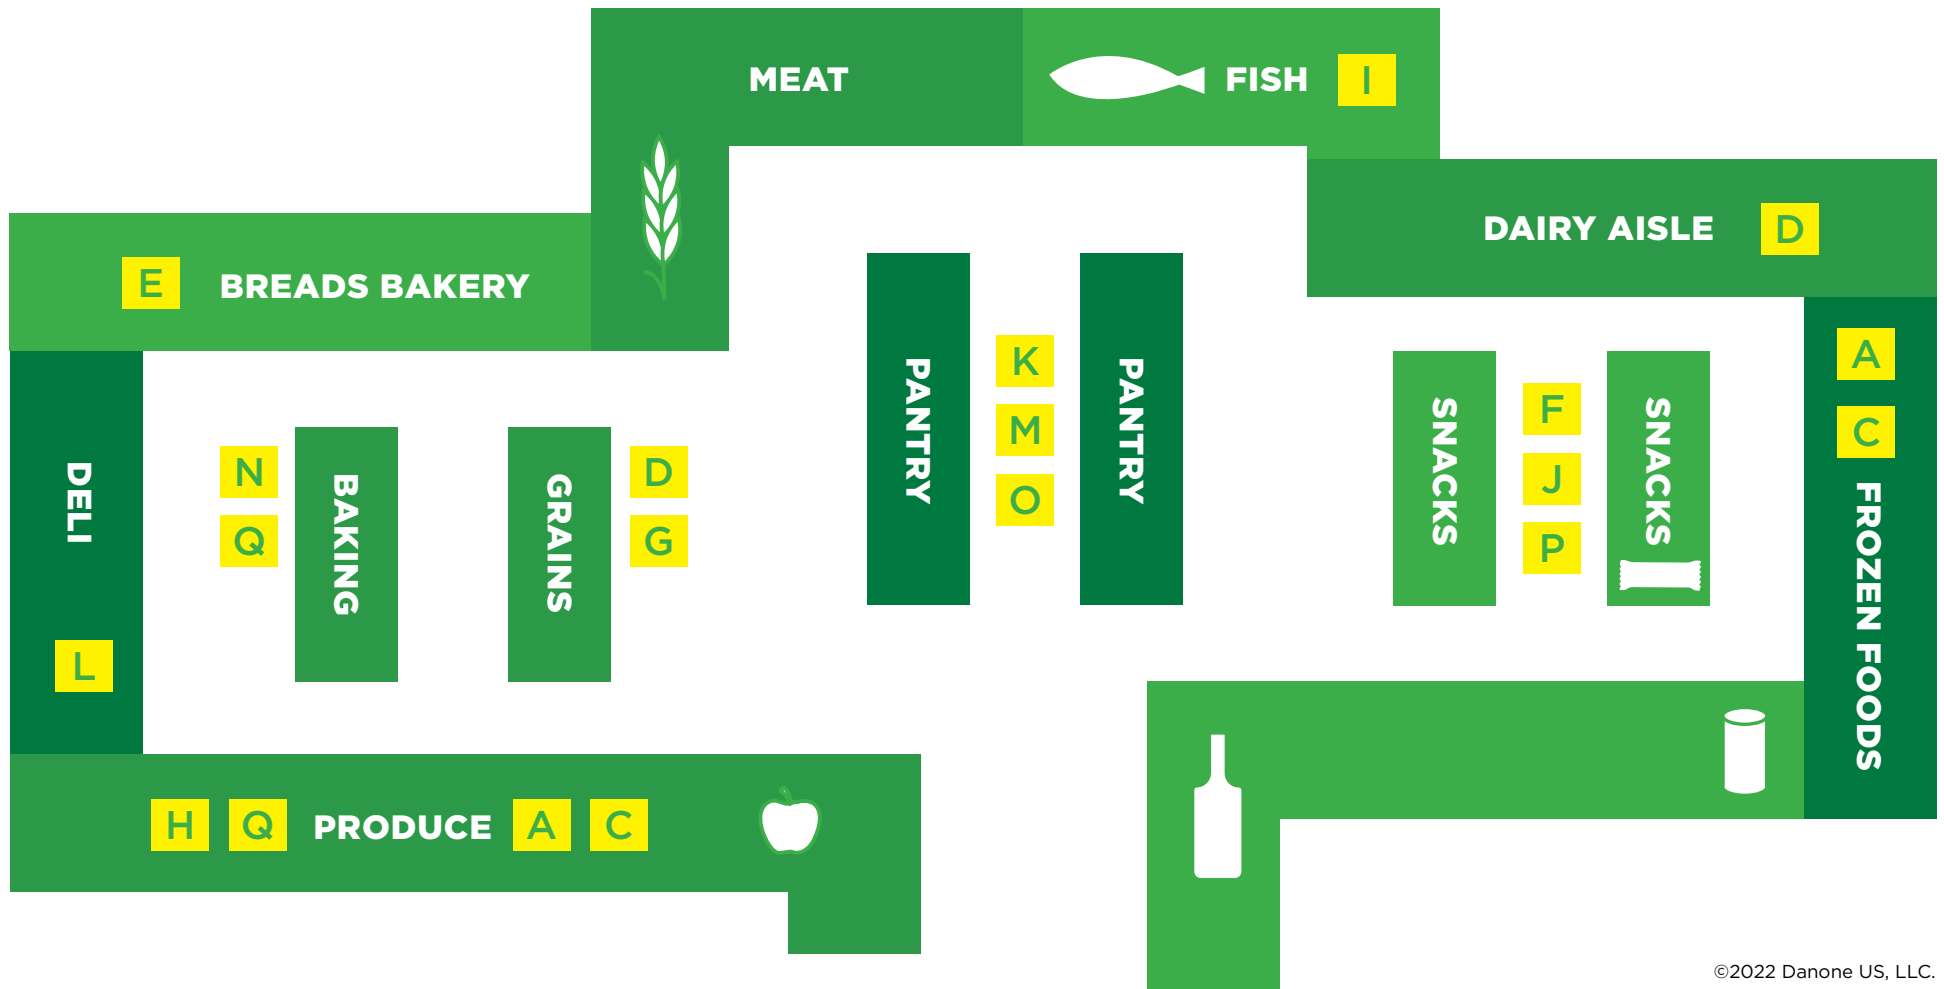 MEAT
FISH
I
DAIRY AISLE
D
E
BREADS BAKERY
A
C
FROZEN FOODS
PANTRY
K
M
O
PANTRY
SNACKS
F
J
P
SNACKS
DELI
L
N
Q
BAKING
GRAINS
D
G
H Q PRODUCE A C
©2022 Danone US, LLC.